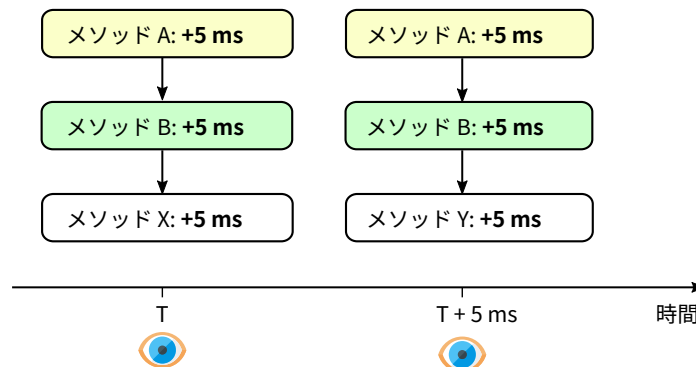 メソッド A: +5 ms
メソッド A: +5 ms
メソッド B: +5 ms
メソッド B: +5 ms
メソッド X: +5 ms
メソッド Y: +5 ms
T
T + 5 ms
時間